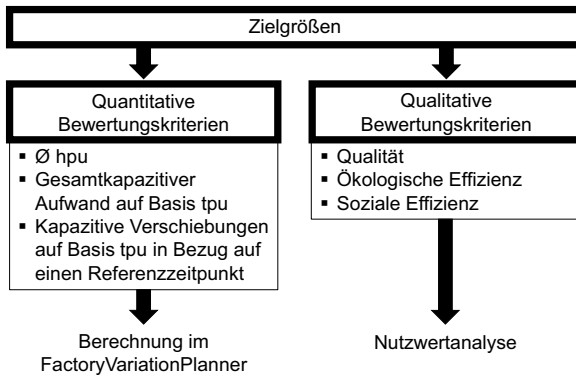 Zielgrößen
Quantitative
Bewertungskriterien
▪ Ø hpu
▪ Gesamtkapazitiver
Aufwand auf Basis tpu
▪ Kapazitive Verschiebungen
auf Basis tpu in Bezug auf
einen Referenzzeitpunkt
Berechnung im
FactoryVariationPlanner
Qualitative
Bewertungskriterien
▪ Qualität
▪ Ökologische Effizienz
▪ Soziale Effizienz
Nutzwertanalyse